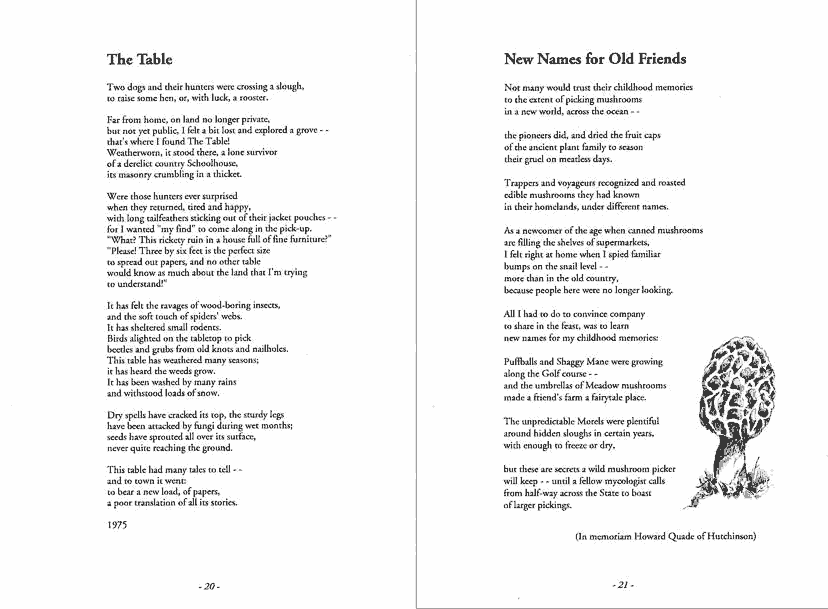 The Table
Two dogs and their hunters were crossing a slough,
to raise some hen, or, with luck, a rooster.
Far from home, on land no longer private,
but not yet public, I felt a bit lost and explored a grove - -
that's where I found The Table!
Weatherworn, it stood there, a lone survivor
of a derelict country Schoolhouse,
its masonry crumbling in a thicket.
Were those hunters ever surprised
when they returned, tired and happy,
with long tailfeathers sticking out of their jacket pouches - -
for I wanted "my find" to come along in the pick-up.
"What? This rickety ruin in a house full of fine furniture?"
"Please! Three by six feet is the perfect size
to spread out papers, and no other table
would know as much about the land that I'm trying
to understand!"
It has felt the ravages of wood-boring insects,
and the soft touch of spiders' webs.
It has sheltered small rodents.
Birds alighted on the tabletop to pick
beetles and grubs from old knots and nailholes.
This table has weathered many seasons;
it has heard the weeds grow.
It has been washed by many rains
and withstood loads of snow.
Dry spells have cracked its top, the sturdy legs
have been attacked by fungi during wet months;
seeds have sprouted all over its surface,
never quite reaching the ground.
This table had many tales to tell - -
and to town it went:
to bear a new load, of papers,
a poor translation of all its stories.
1975
- 20 -
New Names for Old Friends
Not many would trust their childhood memories
to the extent of picking mushrooms
in a new world, across the ocean - -
the pioneers did, and dried the fruit caps
of the ancient plant family to season
their gruel on meatless days.
Trappers and voyageurs recognized and roasted
edible mushrooms they had known
in their homelands, under different names.
As a newcomer of the age when canned mushrooms
are filling the shelves of supermarkets,
I felt right at home when I spied familiar
bumps on the snail level - -
more than in the old country,
because people here were no longer looking.
All I had to do to convince company
to share in the feast, was to learn
new names for my childhood memories:
Puffballs and Shaggy Mane were growing
along the Golf course - -
and the umbrellas of Meadow mushrooms
made a friend's farm a fairytale place.
The unpredictable Morels were plentiful
around hidden sloughs in certain years,
with enough to freeze or dry,
but these are secrets a wild mushroom picker
will keep - - until a fellow mycologist calls
from half-way across the State to boast
of larger pickings.
(In memoriam Howard Quade of Hutchinson)
- 21 -